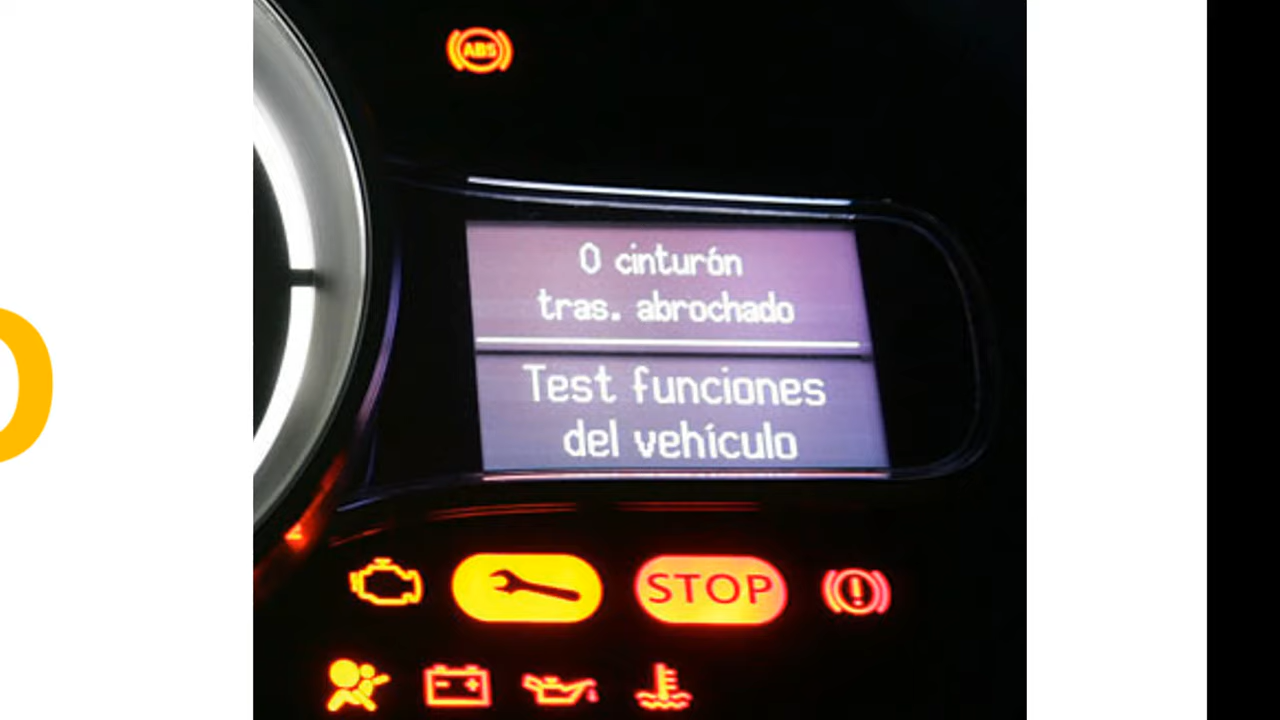 ABS
0 cinturón
tras. abrochado
Test funciones
del vehículo
STOP